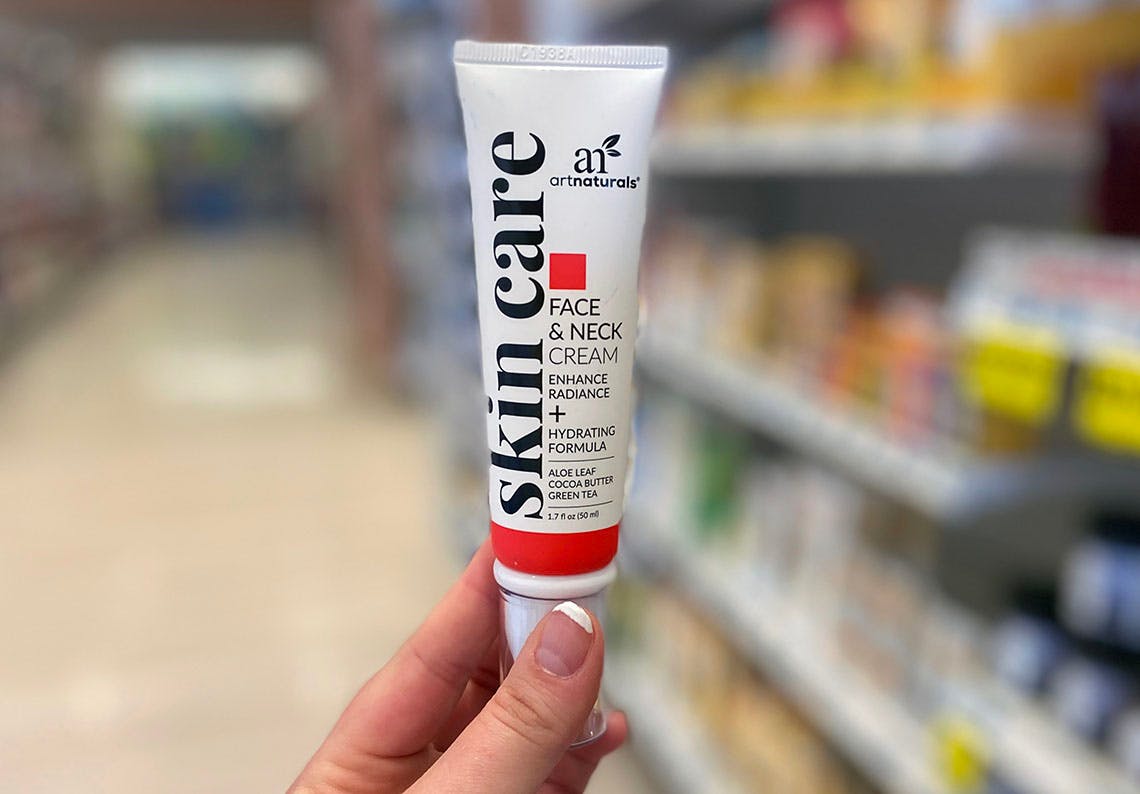 C1938A
skin care
ar
artnaturals®
FACE
& NECK
CREAM
ENHANCE
RADIANCE
+
HYDRATING
FORMULA
ALOE LEAF
COCOA BUTTER
GREEN TEA
1.7 fl oz (50 ml)